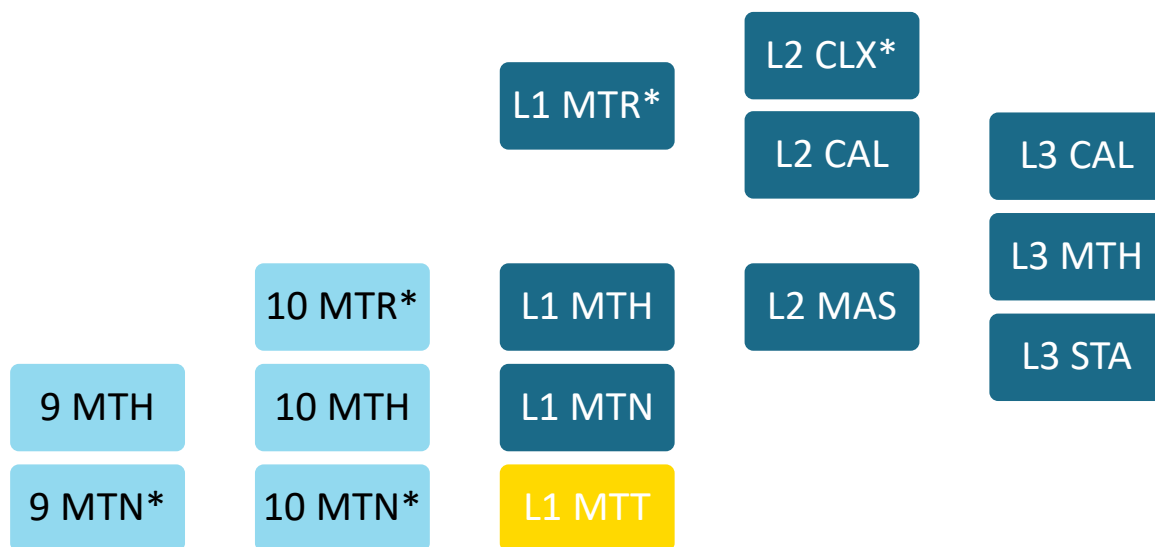 L2 CLX*
L1 MTR*
L2 CAL
L3 CAL
L3 MTH
10 MTR*
L1 MTH
L2 MAS
L3 STA
9 MTH
10 MTH
L1 MTN
9 MTN*
10 MTN*
L1 MTT